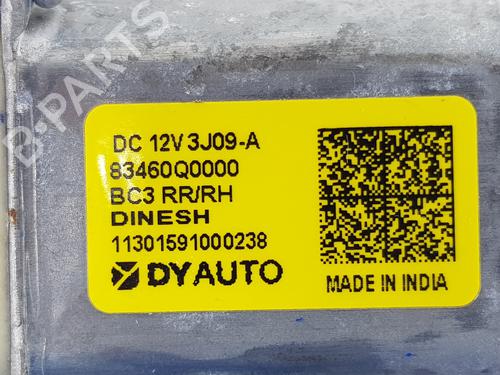 B-PARTS
DC 12V 3J09-A
83460Q0000
BC3 RR/RH
DINESH
11301591000238
DYAUTO
MADE IN INDIA